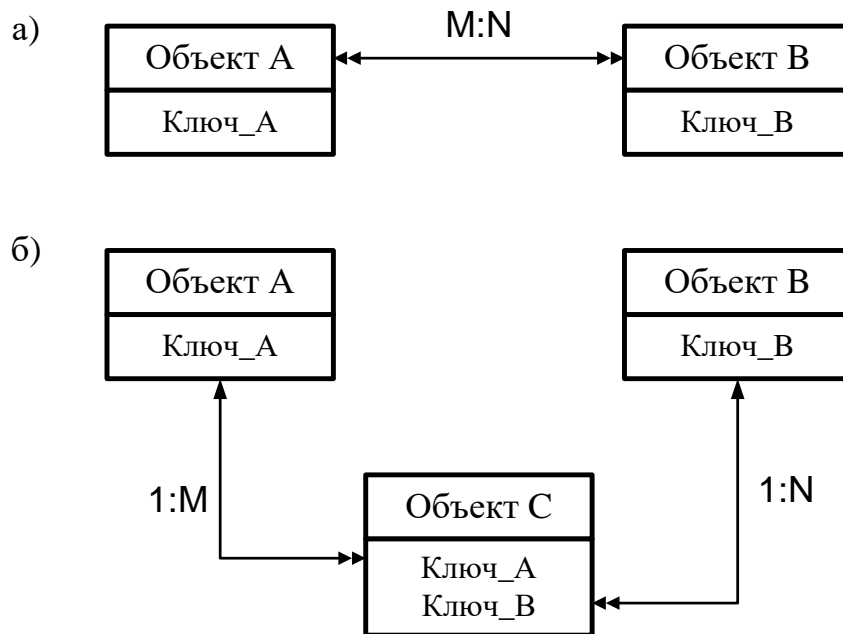 а)
M:N
Объект А
Объект В
Ключ_А
Ключ_В
б)
Объект А
Объект В
Ключ_А
Ключ_В
1:M
1:N
Объект С
Ключ_А
Ключ_В